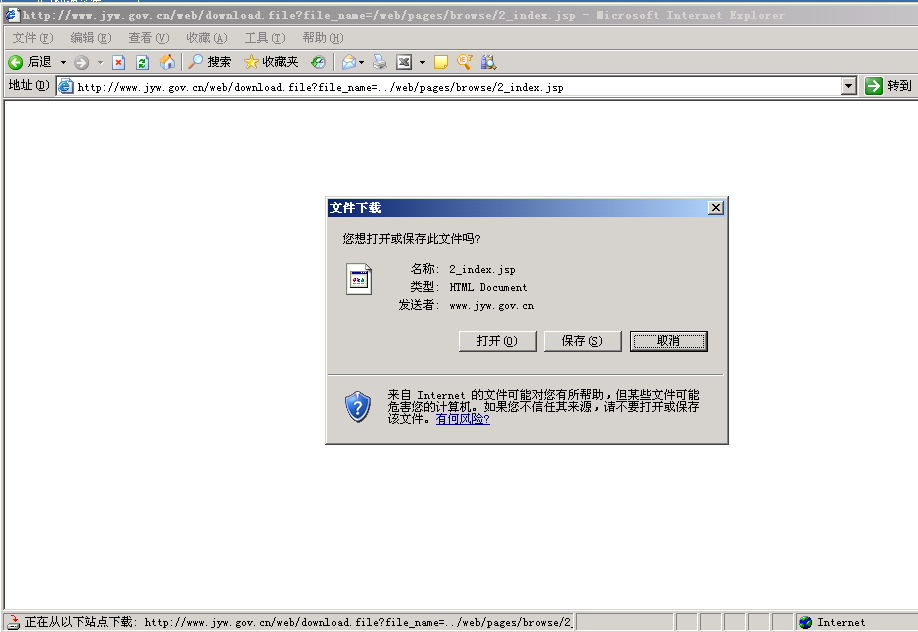 http://www.jyw.gov.cn/web/download.file?file_name=/web/pages/browse/2_index.jsp - Microsoft Internet Explorer
文件(F) 编辑(E) 查看(V) 收藏(A) 工具(T) 帮助(H)
后退 搜索 收藏夹
地址(D) http://www.jyw.gov.cn/web/download.file?file_name=../web/pages/browse/2_index.jsp 转到
文件下载
您想打开或保存此文件吗?
名称: 2_index.jsp
类型: HTML Document
发送者: www.jyw.gov.cn
打开(O) 保存(S) 取消
来自 Internet 的文件可能对您有所帮助,但某些文件可能
危害您的计算机。如果您不信任其来源,请不要打开或保存
该文件。有何风险?
正在从以下站点下载: http://www.jyw.gov.cn/web/download.file?file_name=../web/pages/browse/2_ Internet